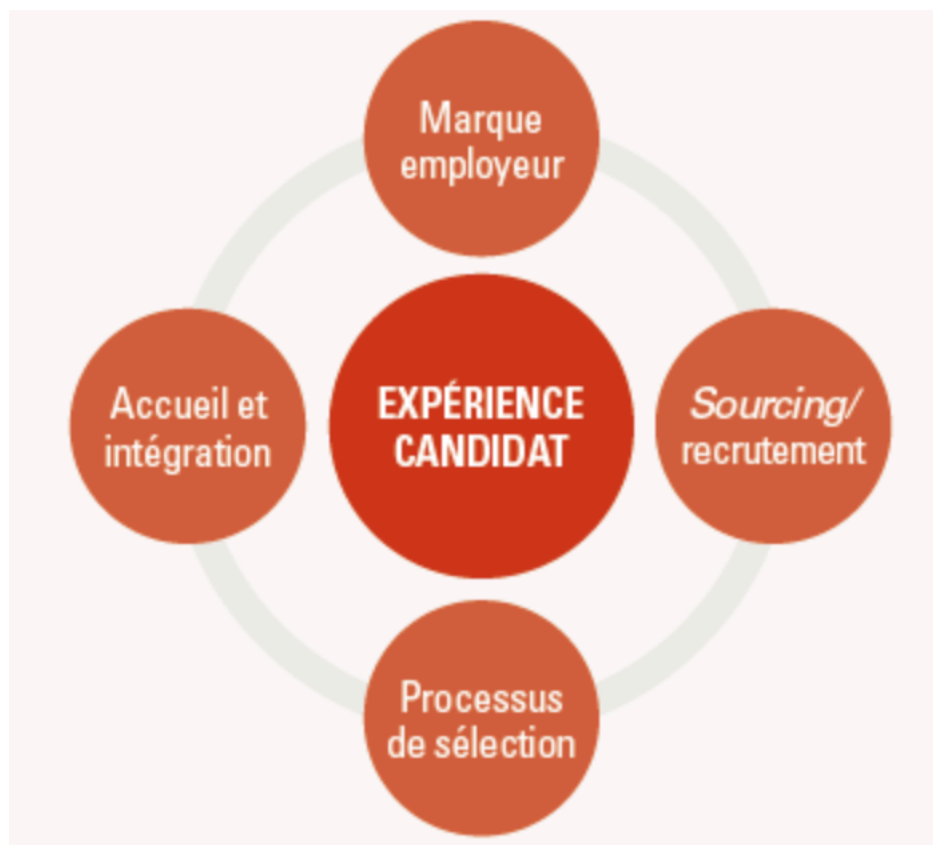 Marque
employeur
Accueil et
intégration
EXPÉRIENCE
CANDIDAT
Sourcing/
recrutement
Processus
de sélection